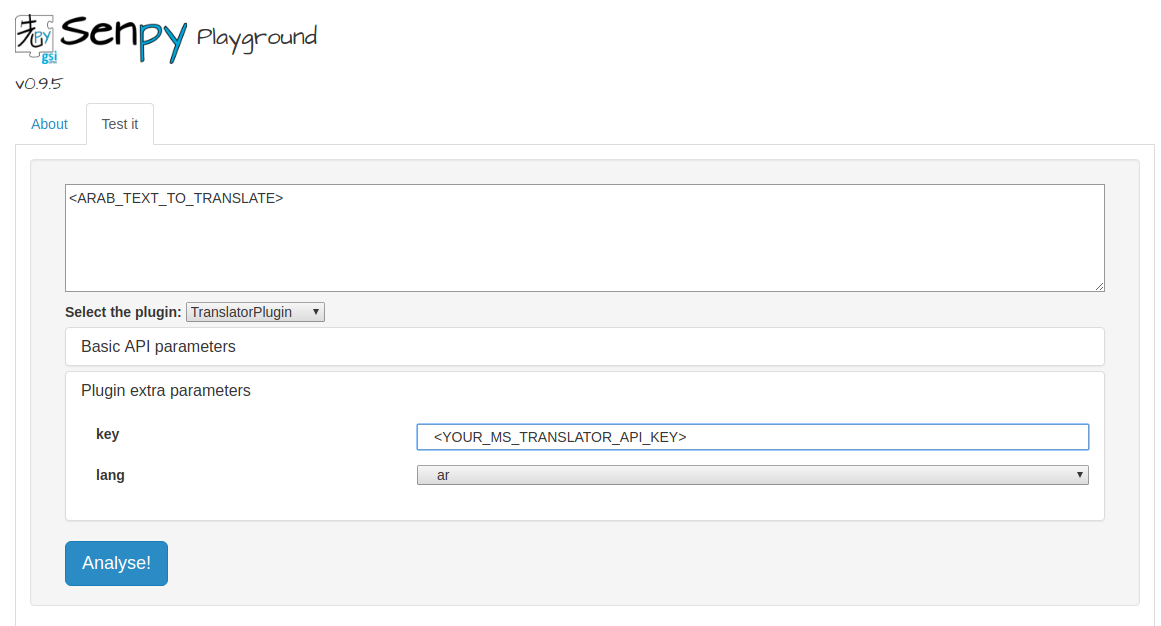 先 PY gsi Senpy Playground
v0.9.5
About Test it
<ARAB_TEXT_TO_TRANSLATE>
Select the plugin: TranslatorPlugin
Basic API parameters
Plugin extra parameters
key <YOUR_MS_TRANSLATOR_API_KEY>
lang ar
Analyse!